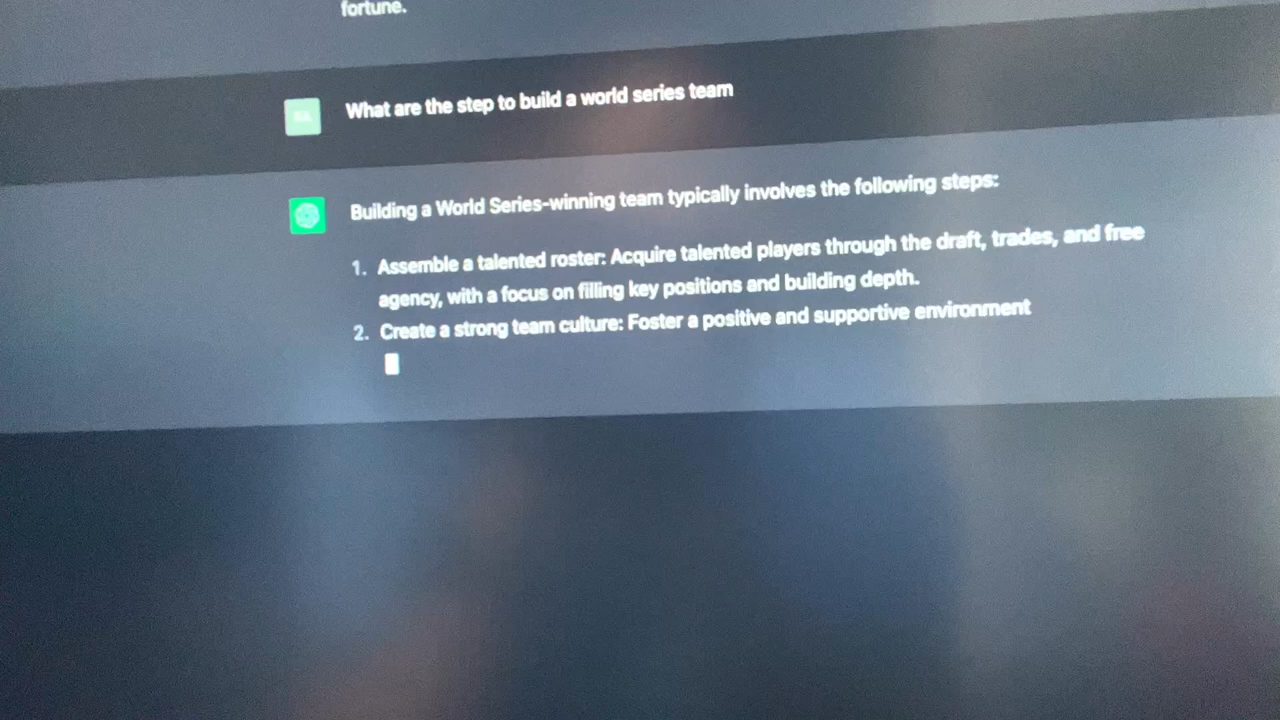 fortune.
What are the step to build a world series team
Building a World Series-winning team typically involves the following steps:
1. Assemble a talented roster: Acquire talented players through the draft, trades, and free
agency, with a focus on filling key positions and building depth.
2. Create a strong team culture: Foster a positive and supportive environment